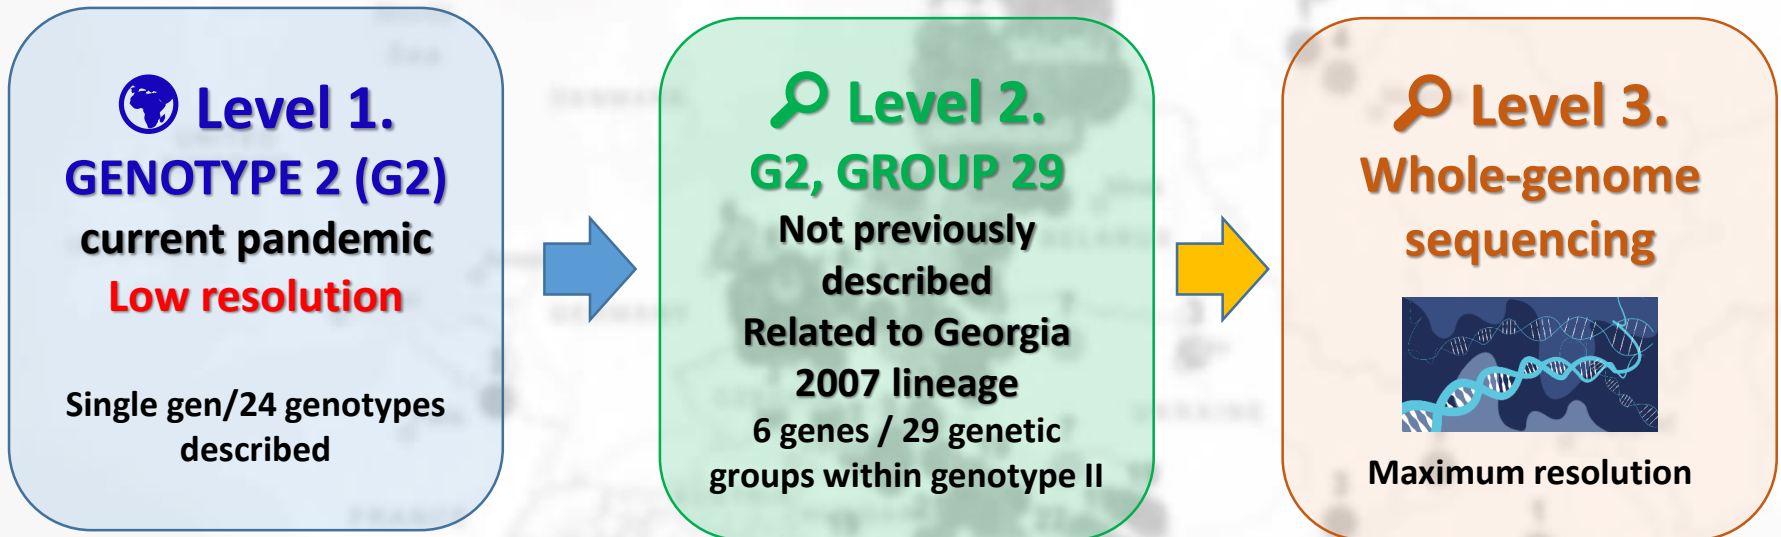 Level 1.
GENOTYPE 2 (G2)
current pandemic
Low resolution
Single gen/24 genotypes
described
Level 2.
G2, GROUP 29
Not previously
described
Related to Georgia
2007 lineage
6 genes / 29 genetic
groups within genotype II
Level 3.
Whole-genome
sequencing
Maximum resolution